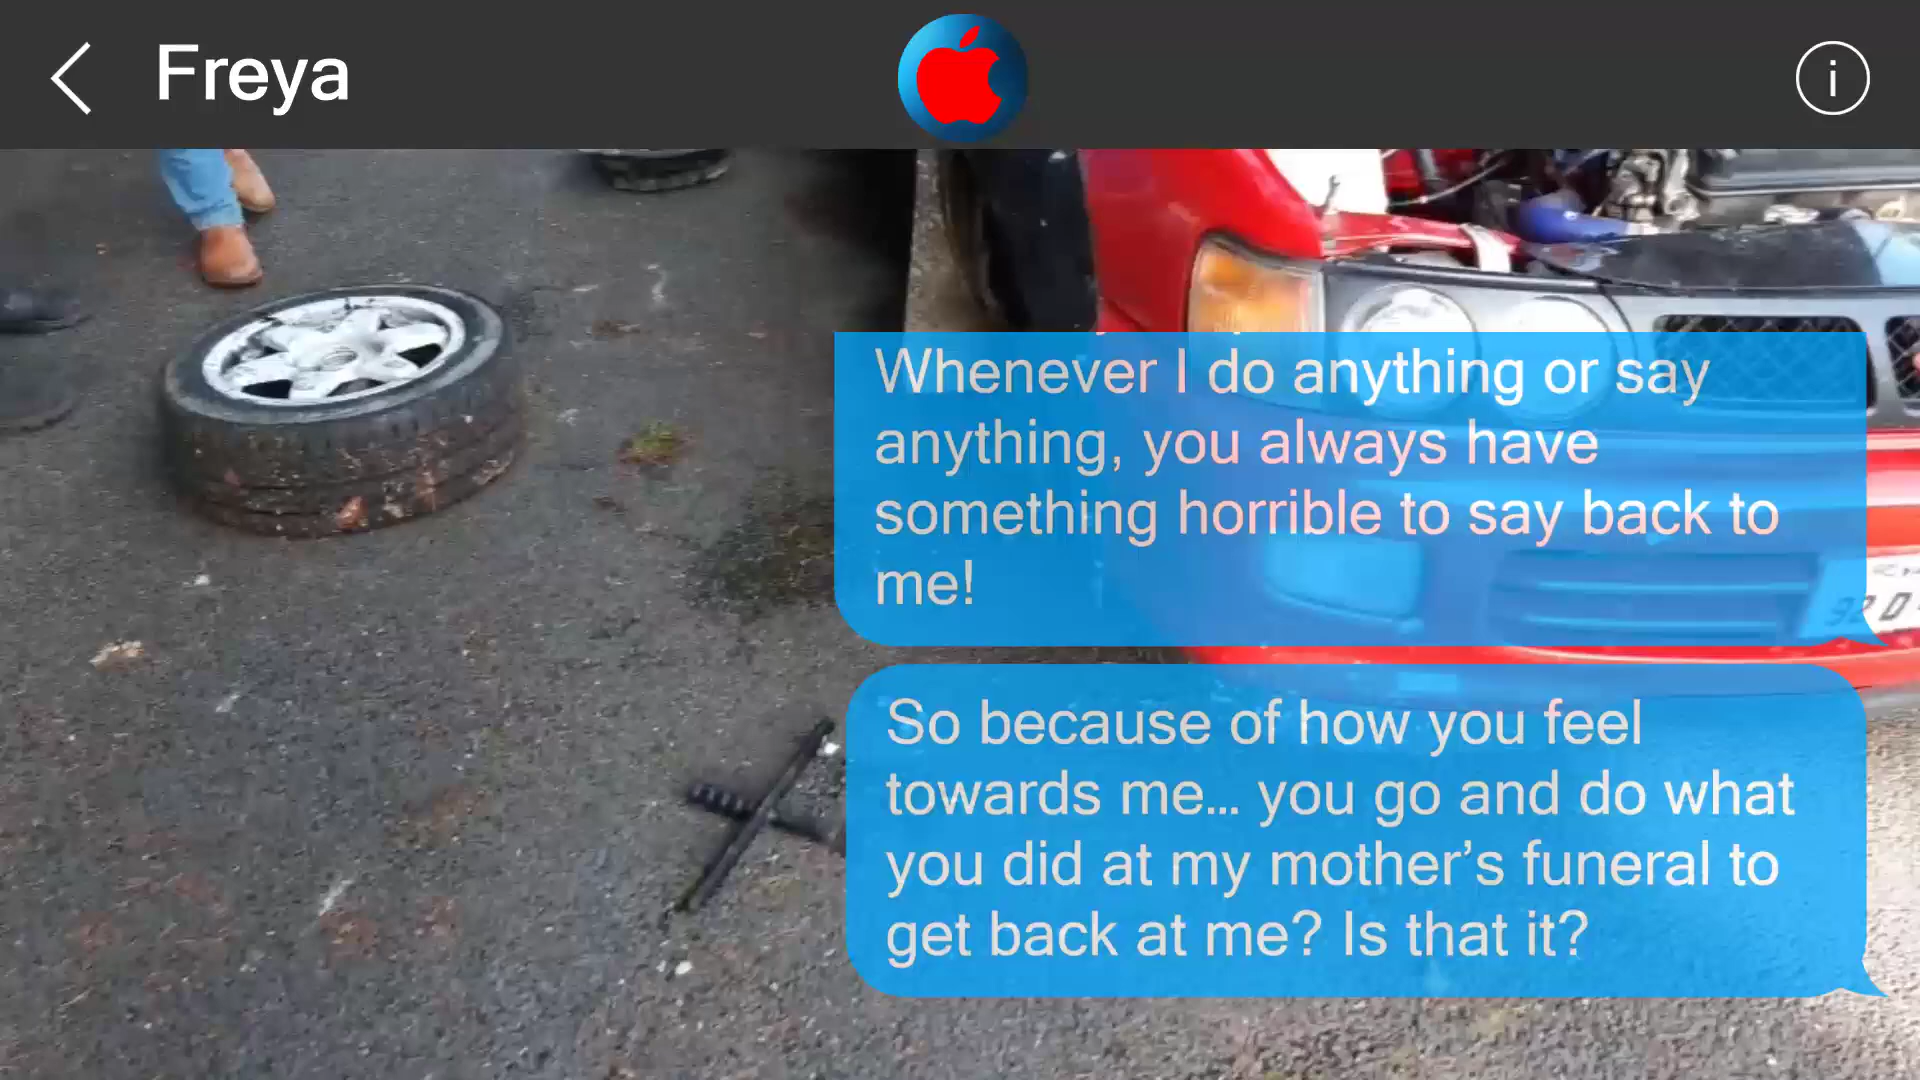 Freya
i
Whenever I do anything or say
anything, you always have
something horrible to say back to
me!
So because of how you feel
towards me... you go and do what
you did at my mother’s funeral to
get back at me? Is that it?
92 D